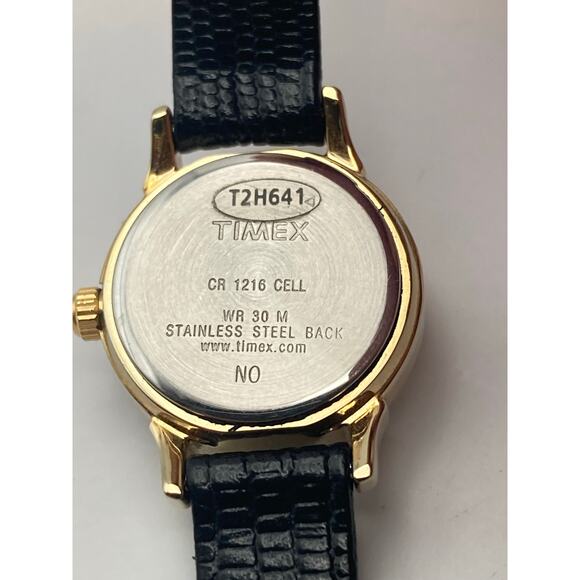 T2H641
TIMEX
CR 1216 CELL
WR 30 M
STAINLESS STEEL BACK
www.timex.com
NO